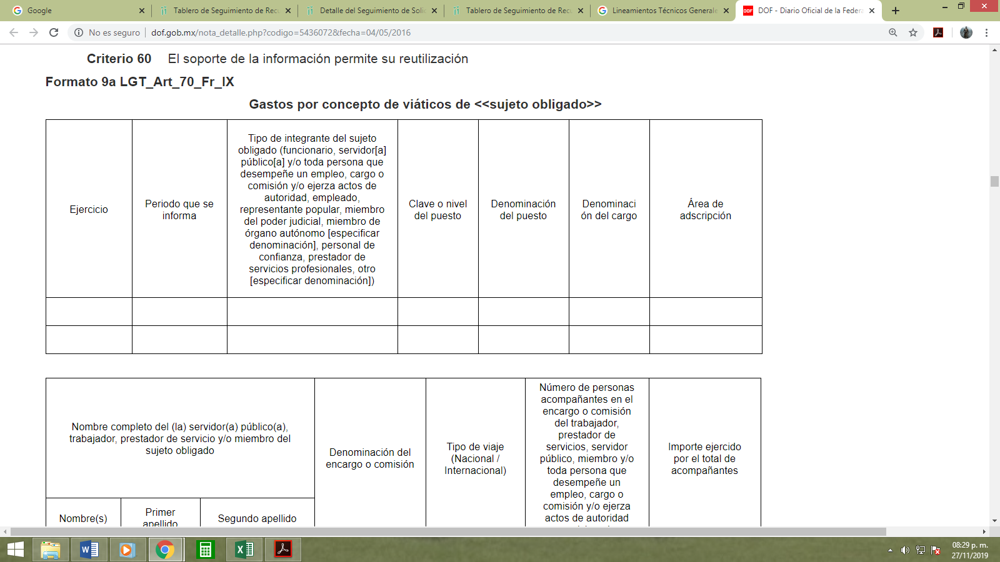 Google
Tablero de Seguimiento de Recu
Detalle del Seguimiento de Solic
Tablero de Seguimiento de Recu
Lineamientos Técnicos Generale
DOF - Diario Oficial de la Federa
No es seguro
dof.gob.mx/nota_detalle.php?codigo=5436072&fecha=04/05/2016
Criterio 60 El soporte de la información permite su reutilización
Formato 9a LGT_Art_70_Fr_IX
Gastos por concepto de viáticos de <<sujeto obligado>>
Ejercicio
Periodo que se
informa
Tipo de integrante del sujeto
obligado (funcionario, servidor[a]
público[a] y/o toda persona que
desempeñe un empleo, cargo o
comisión y/o ejerza actos de
autoridad, empleado,
representante popular, miembro
del poder judicial, miembro de
órgano autónomo [especificar
denominación], personal de
confianza, prestador de
servicios profesionales, otro
[especificar denominación])
Clave o nivel
del puesto
Denominación
del puesto
Denominaci
ón del cargo
Área de
adscripción
Nombre completo del (la) servidor(a) público(a),
trabajador, prestador de servicio y/o miembro del
sujeto obligado
Nombre(s)
Primer
apellido
Segundo apellido
Denominación del
encargo o comisión
Tipo de viaje
(Nacional /
Internacional)
Número de personas
acompañantes en el
encargo o comisión
del trabajador,
prestador de
servicios, servidor
público, miembro y/o
toda persona que
desempeñe un
empleo, cargo o
comisión y/o ejerza
actos de autoridad
Importe ejercido
por el total de
acompañantes
08:29 p. m.
27/11/2019